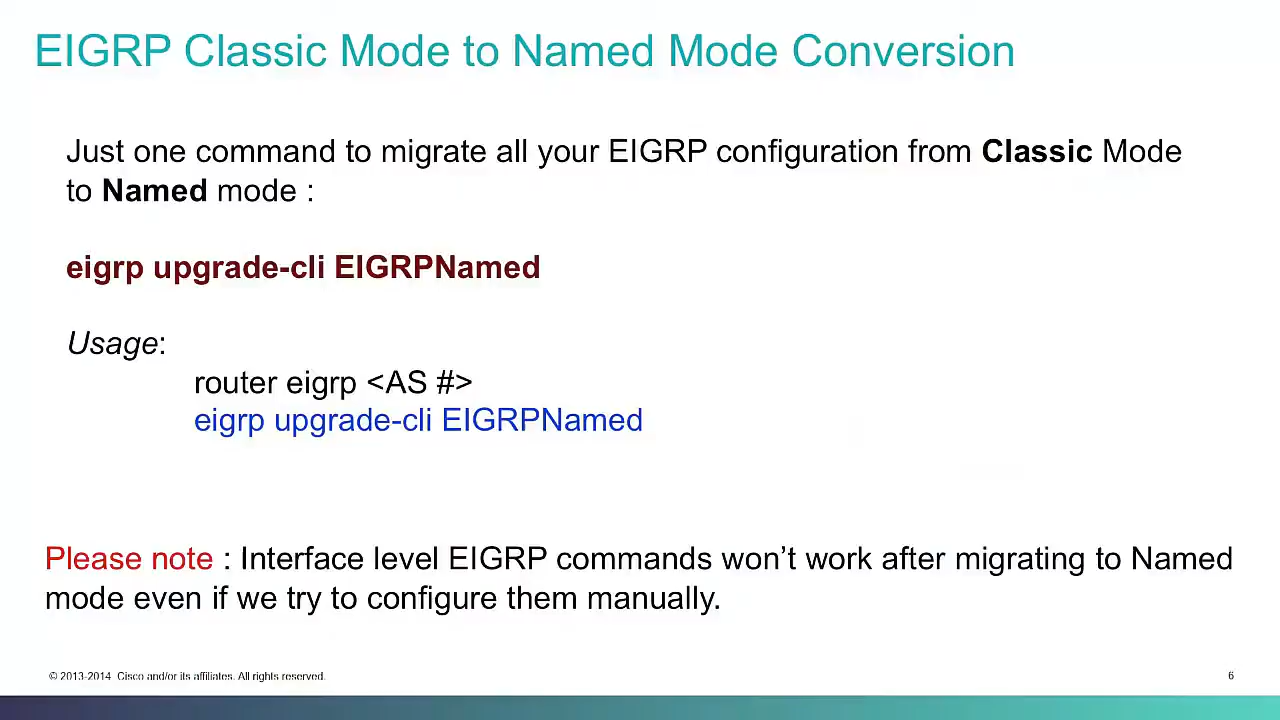 EIGRP Classic Mode to Named Mode Conversion
Just one command to migrate all your EIGRP configuration from Classic Mode
to Named mode :
eigrp upgrade-cli EIGRPNamed
Usage:
router eigrp <AS #>
eigrp upgrade-cli EIGRPNamed
Please note : Interface level EIGRP commands won’t work after migrating to Named
mode even if we try to configure them manually.
© 2013-2014 Cisco and/or its affiliates. All rights reserved.
6